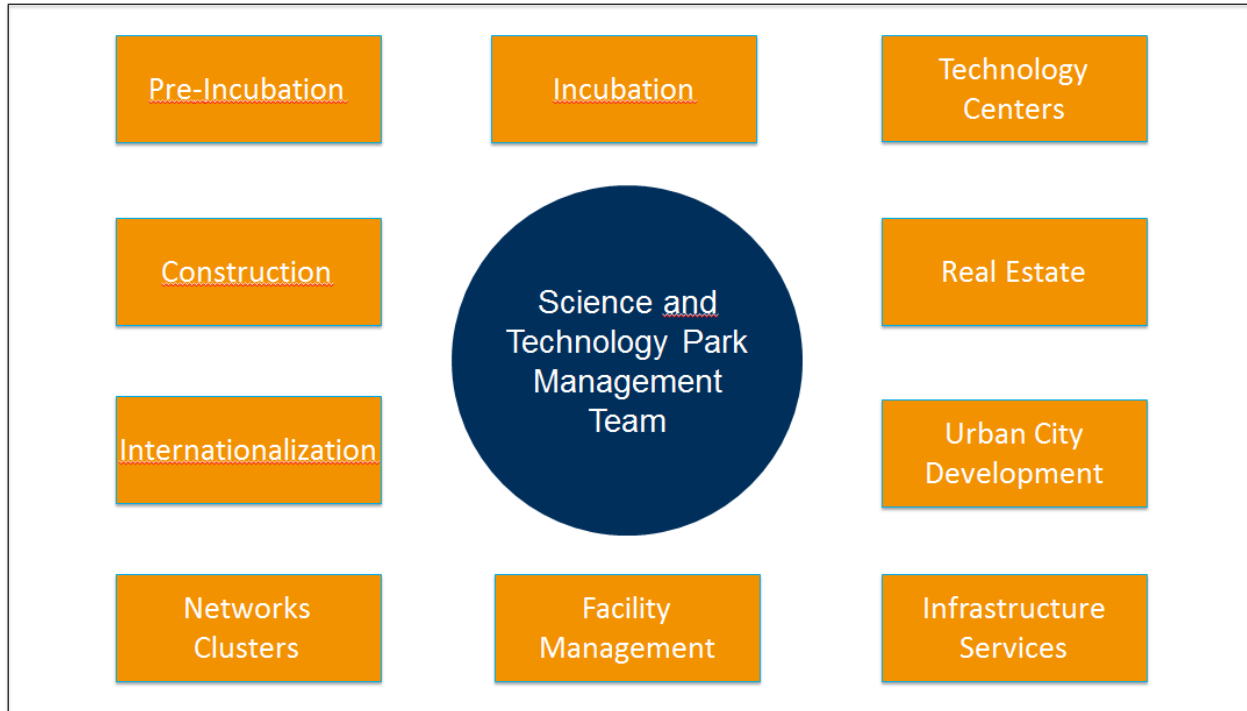 Pre-Incubation
Incubation
Technology
Centers
Construction
Science and
Technology Park
Management
Team
Real Estate
Internationalization
Urban City
Development
Networks
Clusters
Facility
Management
Infrastructure
Services